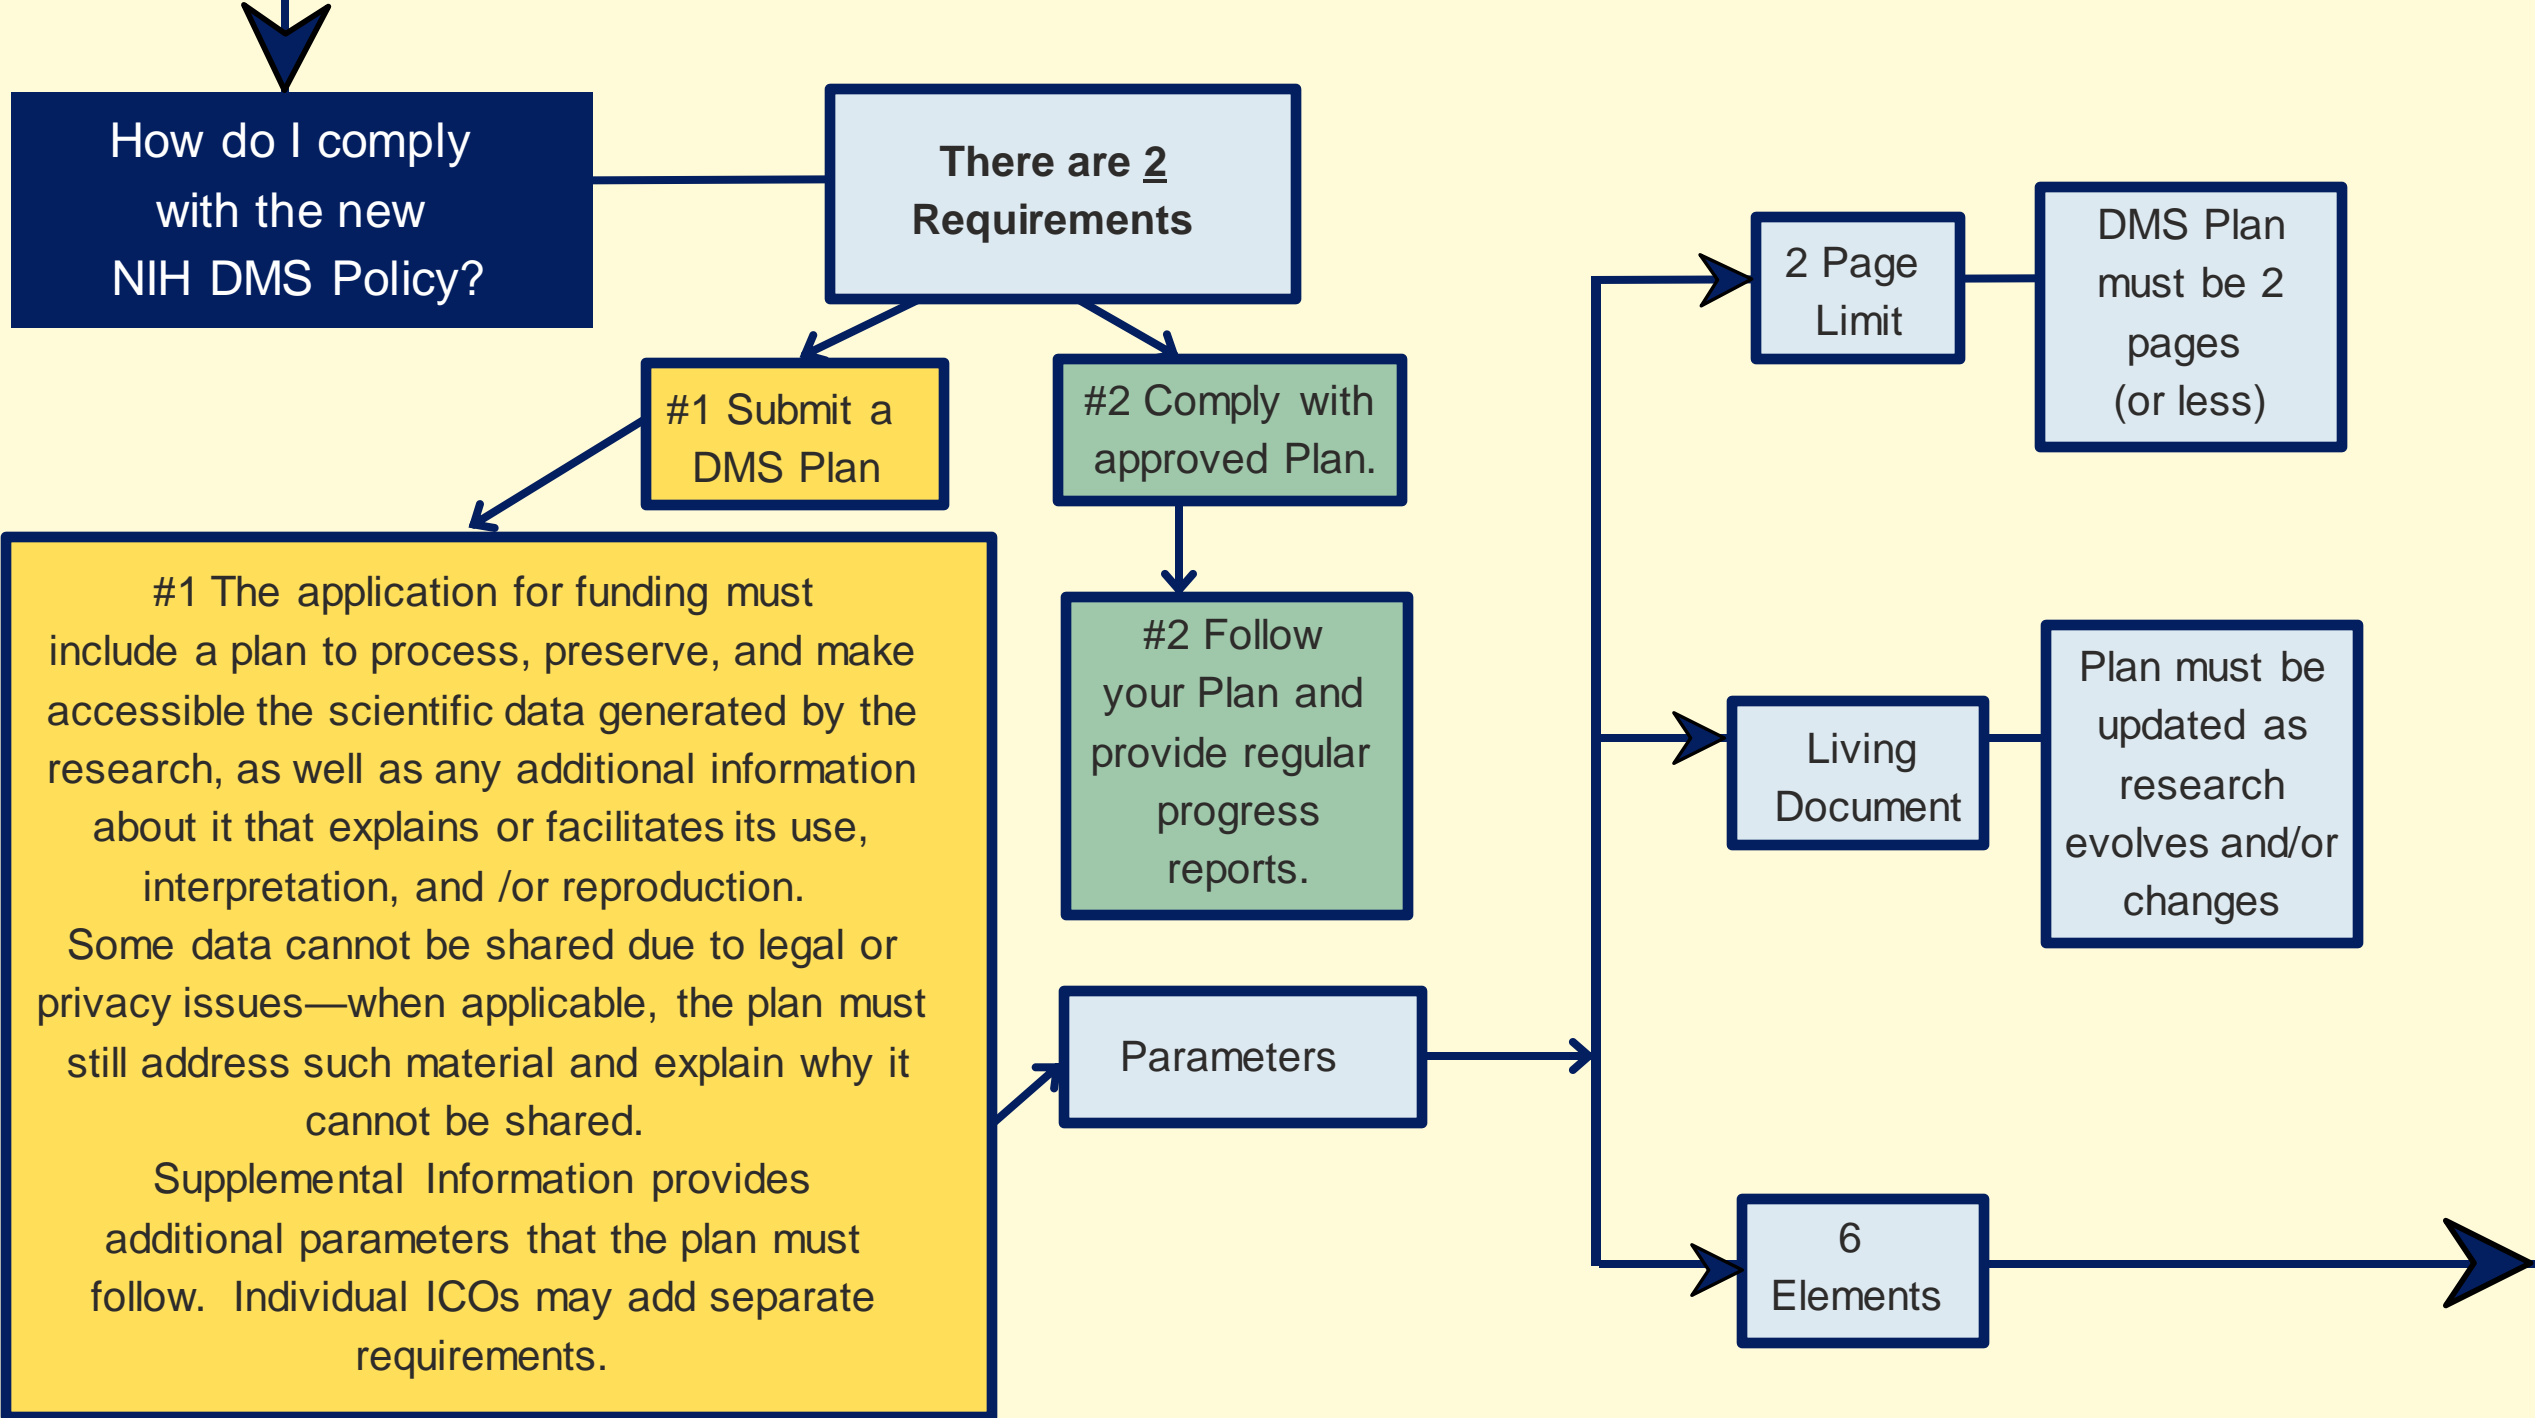 How do I comply
with the new
NIH DMS Policy?
There are 2
Requirements
#1 Submit a
DMS Plan
#2 Comply with
approved Plan.
#1 The application for funding must
include a plan to process, preserve, and make
accessible the scientific data generated by the
research, as well as any additional information
about it that explains or facilitates its use,
interpretation, and /or reproduction.
Some data cannot be shared due to legal or
privacy issues—when applicable, the plan must
still address such material and explain why it
cannot be shared.
Supplemental Information provides
additional parameters that the plan must
follow. Individual ICOs may add separate
requirements.
#2 Follow
your Plan and
provide regular
progress
reports.
Parameters
2 Page
Limit
DMS Plan
must be 2
pages
(or less)
Living
Document
Plan must be
updated as
research
evolves and/or
changes
6
Elements